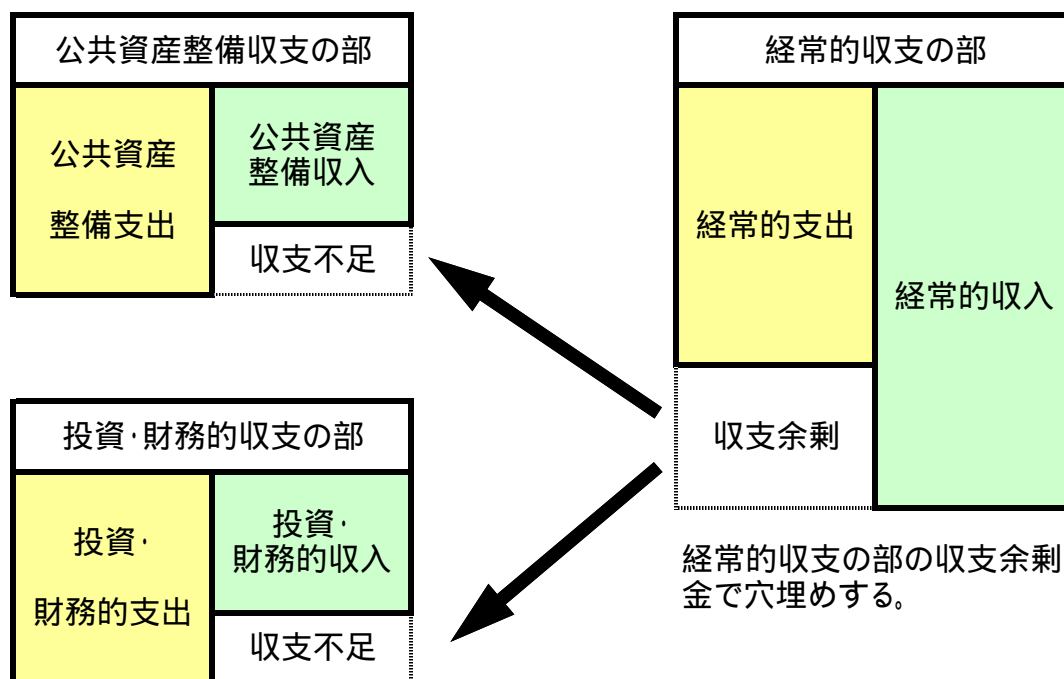 公共資産整備収支の部
公共資産
整備支出
公共資産
整備収入
収支不足
投資・財務的収支の部
投資・
財務的支出
投資・
財務的収入
収支不足
経常的収支の部
経常的支出
経常的収入
収支余剰
経常的収支の部の収支余剰
金で穴埋めする。